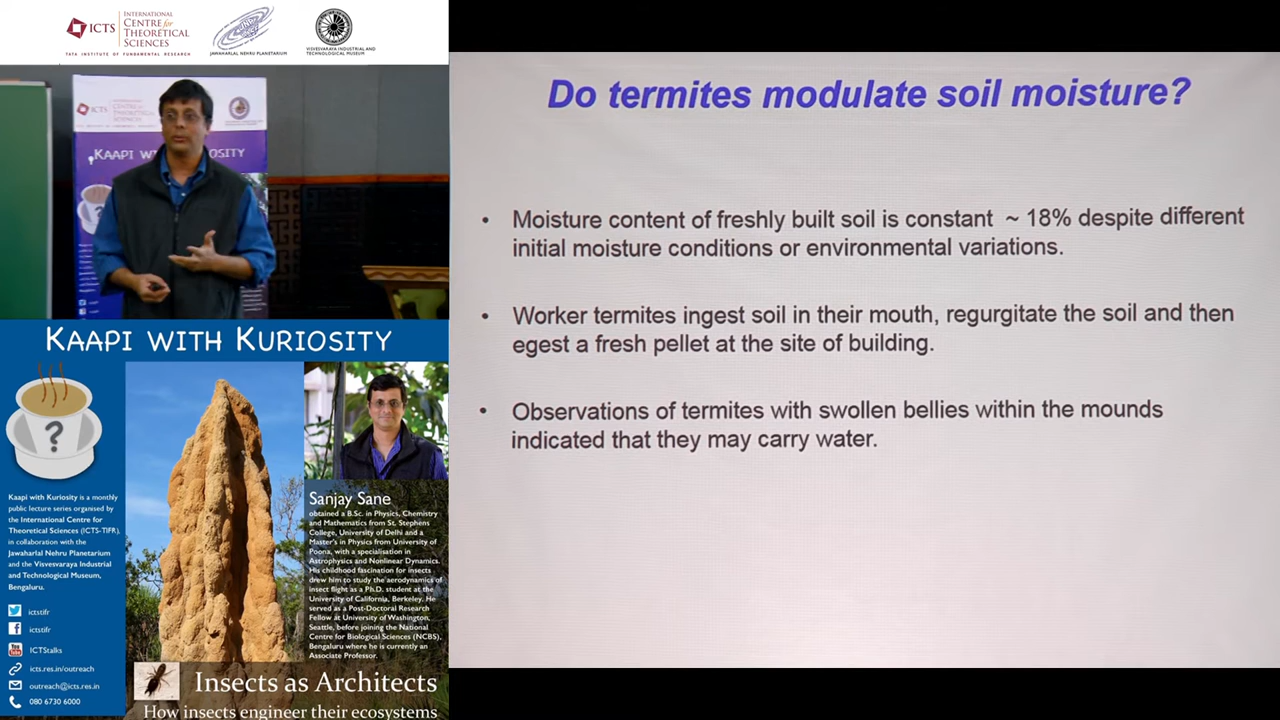 ICTS
INTERNATIONAL
CENTRE for
THEORETICAL
SCIENCES
TATA INSTITUTE OF FUNDAMENTAL RESEARCH
JAWAHARLAL NEHRU PLANETARIUM
VISVESVARAYA INDUSTRIAL AND
TECHNOLOGICAL MUSEUM
ICTS
KAAPI WITH KURIOSITY
KAAPI WITH KURIOSITY
?
Kaapi with Kuriosity is a monthly
public lecture series organised by
the International Centre for
Theoretical Sciences (ICTS-TIFR),
in collaboration with the
Jawaharlal Nehru Planetarium
and the Visvesvaraya Industrial
and Technological Museum,
Bengaluru.
ictstifr
ictstifr
ICTStalks
icts.res.in/outreach
outreach@icts.res.in
080 6730 6000
Sanjay Sane
obtained a B.Sc. in Physics, Chemistry
and Mathematics from St. Stephens
College, University of Delhi and a
Master's in Physics from University of
Poona, with a specialisation in
Astrophysics and Nonlinear Dynamics.
His childhood fascination for insects
drew him to study the aerodynamics of
insect flight as a Ph.D. student at the
University of California, Berkeley. He
served as a Post-Doctoral Research
Fellow at University of Washington,
Seattle, before joining the National
Centre for Biological Sciences (NCBS),
Bengaluru where he is currently an
Associate Professor.
Insects as Architects
How insects engineer their ecosystems
Do termites modulate soil moisture?
• Moisture content of freshly built soil is constant ~ 18% despite different
initial moisture conditions or environmental variations.
• Worker termites ingest soil in their mouth, regurgitate the soil and then
egest a fresh pellet at the site of building.
• Observations of termites with swollen bellies within the mounds
indicated that they may carry water.